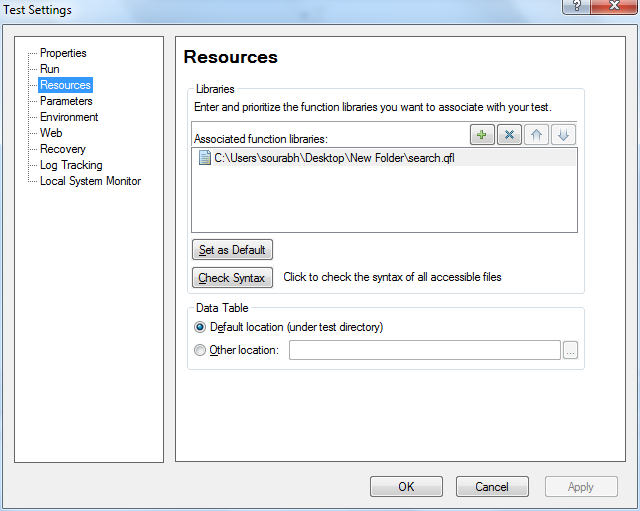 Test Settings
?
Properties
Run
Resources
Parameters
Environment
Web
Recovery
Log Tracking
Local System Monitor
Resources
Libraries
Enter and prioritize the function libraries you want to associate with your test.
Associated function libraries:
C:\Users\sourabh\Desktop\New Folder\search.qfl
Set as Default
Check Syntax Click to check the syntax of all accessible files
Data Table
Default location (under test directory)
Other location: ...
OK Cancel Apply